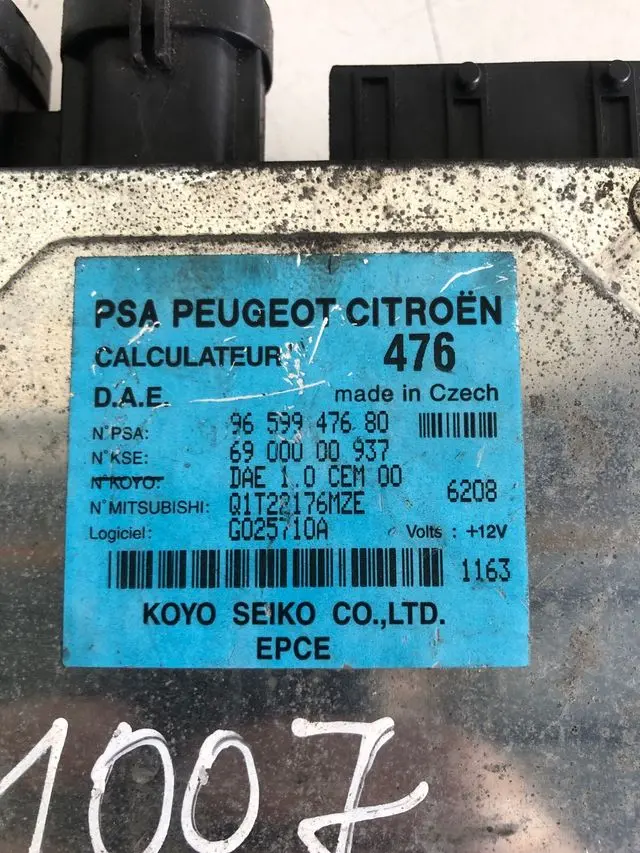 PSA PEUGEOT CITROËN
CALCULATEUR 476
D.A.E. made in Czech
N°PSA: 96 599 476 80
N°KSE: 69 000 00 937
N°KOYO: DAE 1.0 CEM 00
6208
N°MITSUBISHI: Q1T22176MZE
Logiciel: G025710A Volts : +12V
1163
KOYO SEIKO CO.,LTD.
EPCE
1007